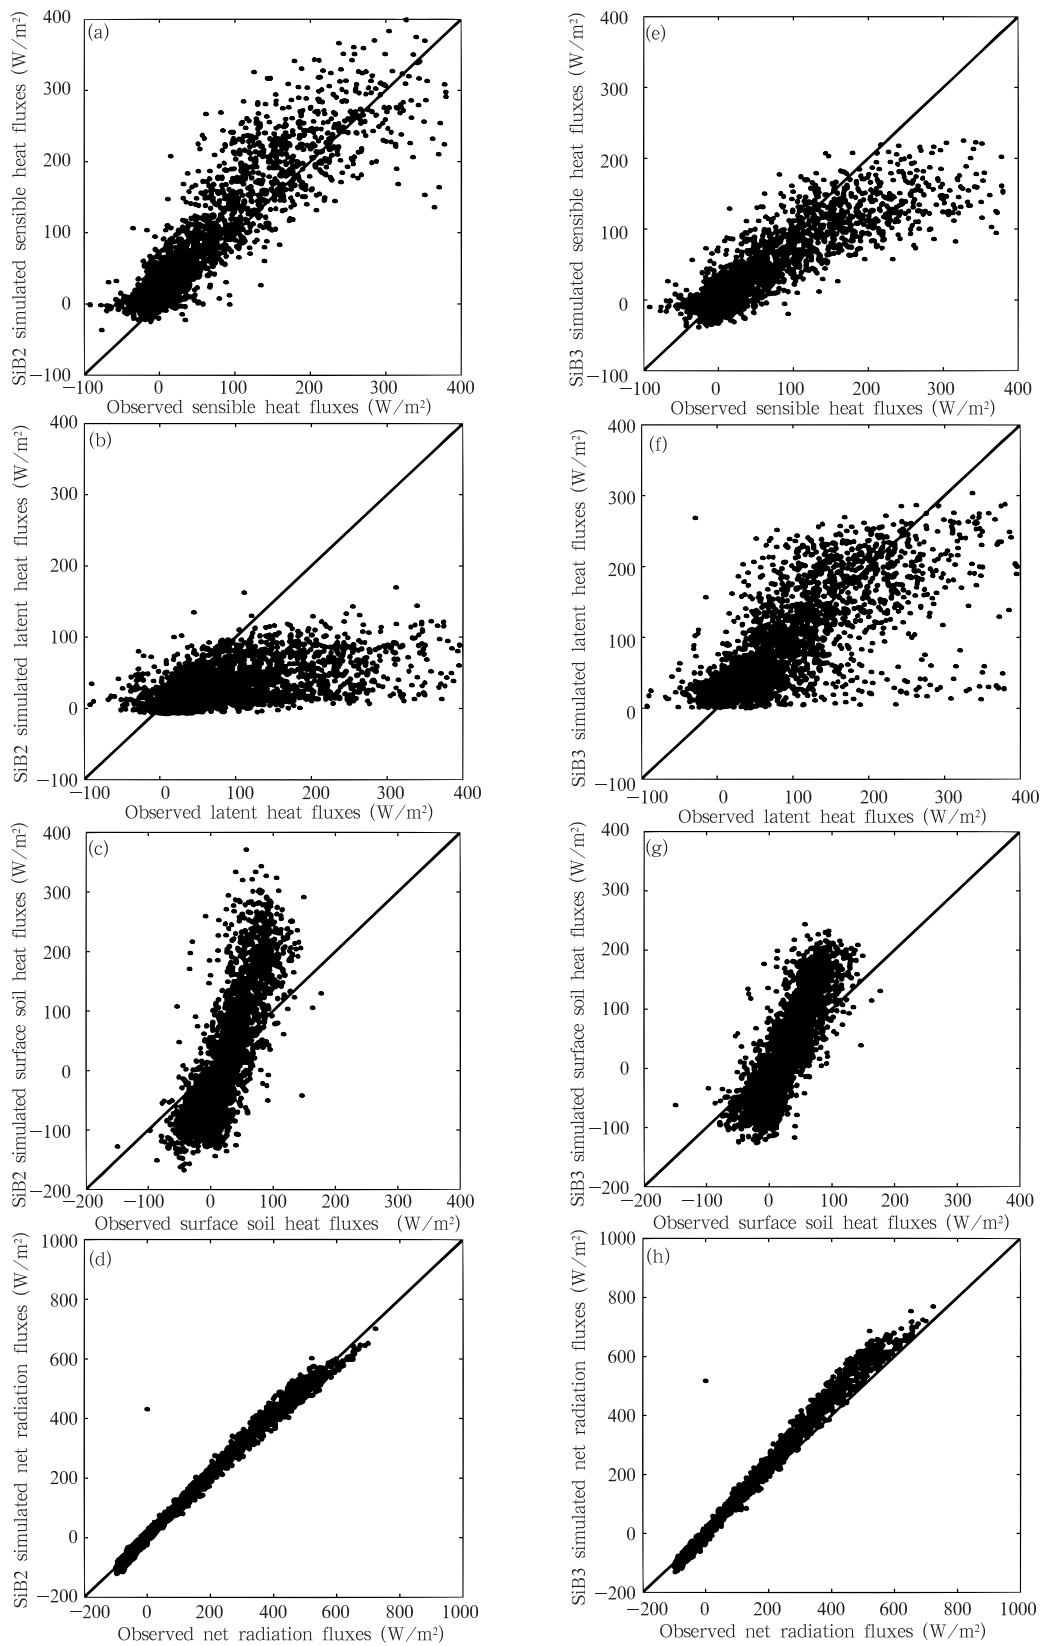 (a)
400
300
200
100
0
−100
SiB2 simulated sensible heat fluxes (W/m²)
−100 0 100 200 300 400
Observed sensible heat fluxes (W/m²)
(e)
400
300
200
100
0
−100
SiB3 simulated sensible heat fluxes (W/m²)
−100 0 100 200 300 400
Observed sensible heat fluxes (W/m²)
(b)
400
300
200
100
0
−100
SiB2 simulated latent heat fluxes (W/m²)
−100 0 100 200 300 400
Observed latent heat fluxes (W/m²)
(f)
400
300
200
100
0
−100
SiB3 simulated latent heat fluxes (W/m²)
−100 0 100 200 300 400
Observed latent heat fluxes (W/m²)
(c)
400
300
200
100
0
−100
−200
SiB2 simulated surface soil heat fluxes (W/m²)
−200 −100 0 100 200 300 400
Observed surface soil heat fluxes (W/m²)
(g)
400
300
200
100
0
−100
−200
SiB3 simulated surface soil heat fluxes (W/m²)
−200 −100 0 100 200 300 400
Observed surface soil heat fluxes (W/m²)
(d)
1000
800
600
400
200
0
−200
SiB2 simulated net radiation fluxes (W/m²)
−200 0 200 400 600 800 1000
Observed net radiation fluxes (W/m²)
(h)
1000
800
600
400
200
0
−200
SiB3 simulated net radiation fluxes (W/m²)
−200 0 200 400 600 800 1000
Observed net radiation fluxes (W/m²)